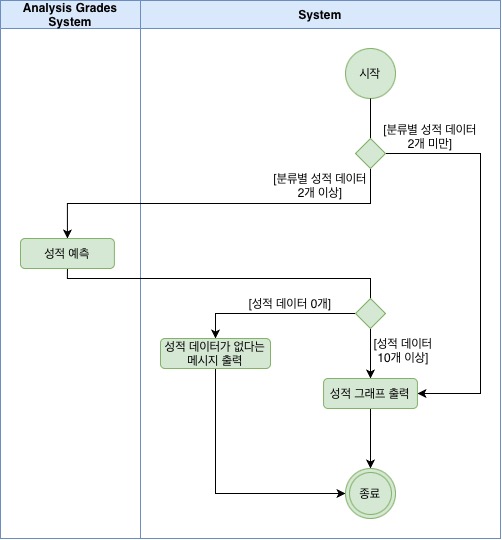 Analysis Grades
System
System
시작
[분류별 성적 데이터
2개 미만]
[분류별 성적 데이터
2개 이상]
성적 예측
[성적 데이터 0개]
성적 데이터가 없다는
메시지 출력
[성적 데이터
10개 이상]
성적 그래프 출력
종료